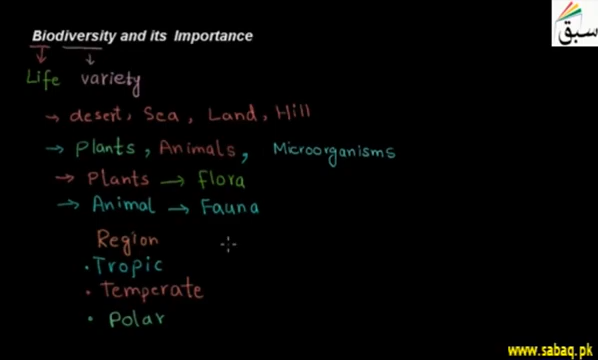 Biodiversity and its Importance
سبق
Life variety
→ desert, Sea, Land, Hill
→ Plants, Animals, Microorganisms
→ Plants → flora
→ Animal → Fauna
Region
• Tropic
• Temperate
• Polar
www.sabaq.pk